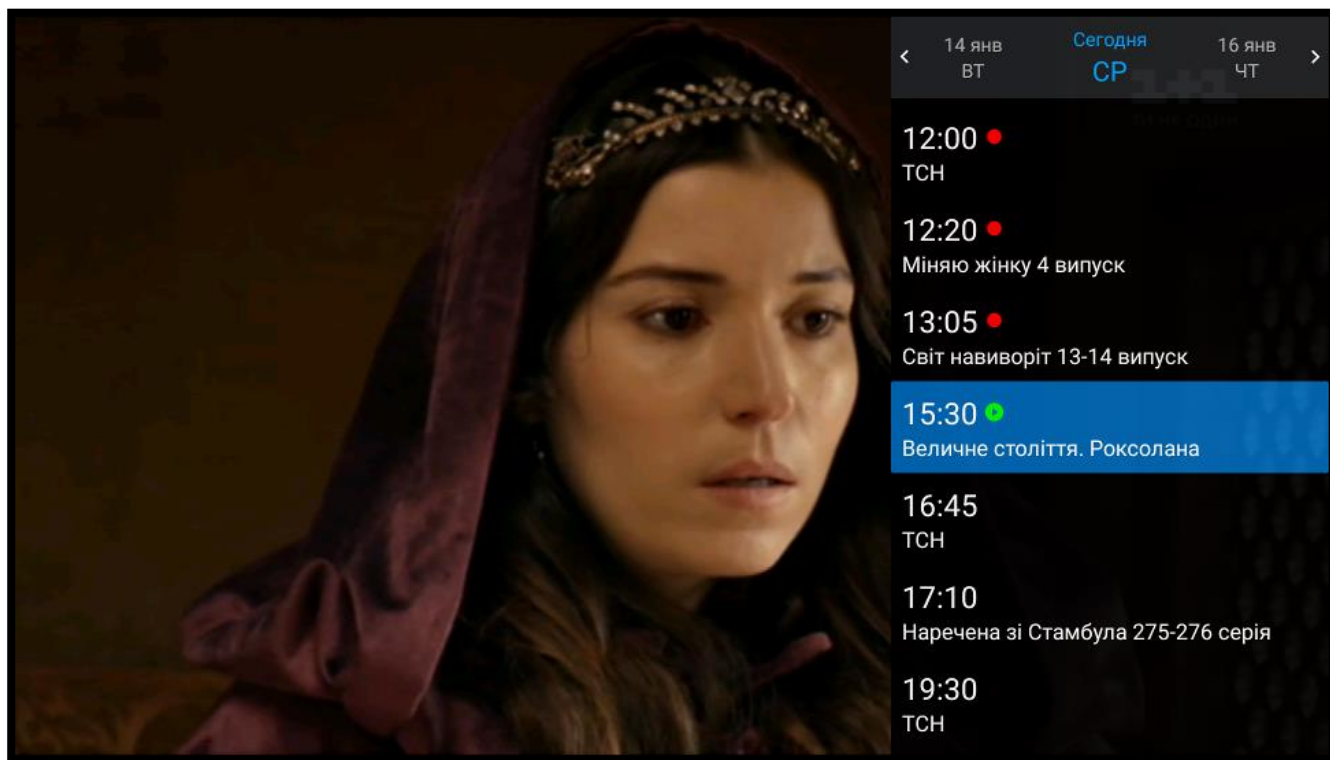 14 янв
Сегодня
16 янв
ВТ
СР
ЧТ
1+1
12:00
ТСН
12:20
Міняю жінку 4 випуск
13:05
Світ навиворіт 13-14 випуск
15:30
Величне століття. Роксолана
16:45
ТСН
17:10
Наречена зі Стамбула 275-276 серія
19:30
ТСН